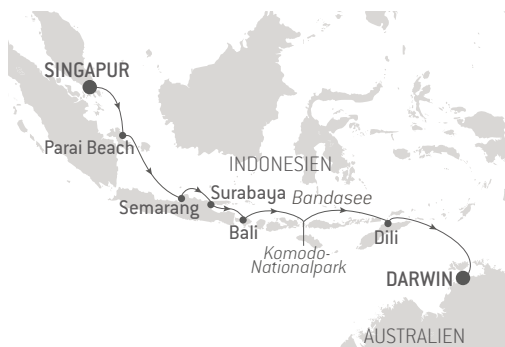 SINGAPUR
Parai Beach
INDONESIEN
Semarang
Surabaya
Bandasee
Bali
Dili
Komodo-
Nationalpark
DARWIN
AUSTRALIEN